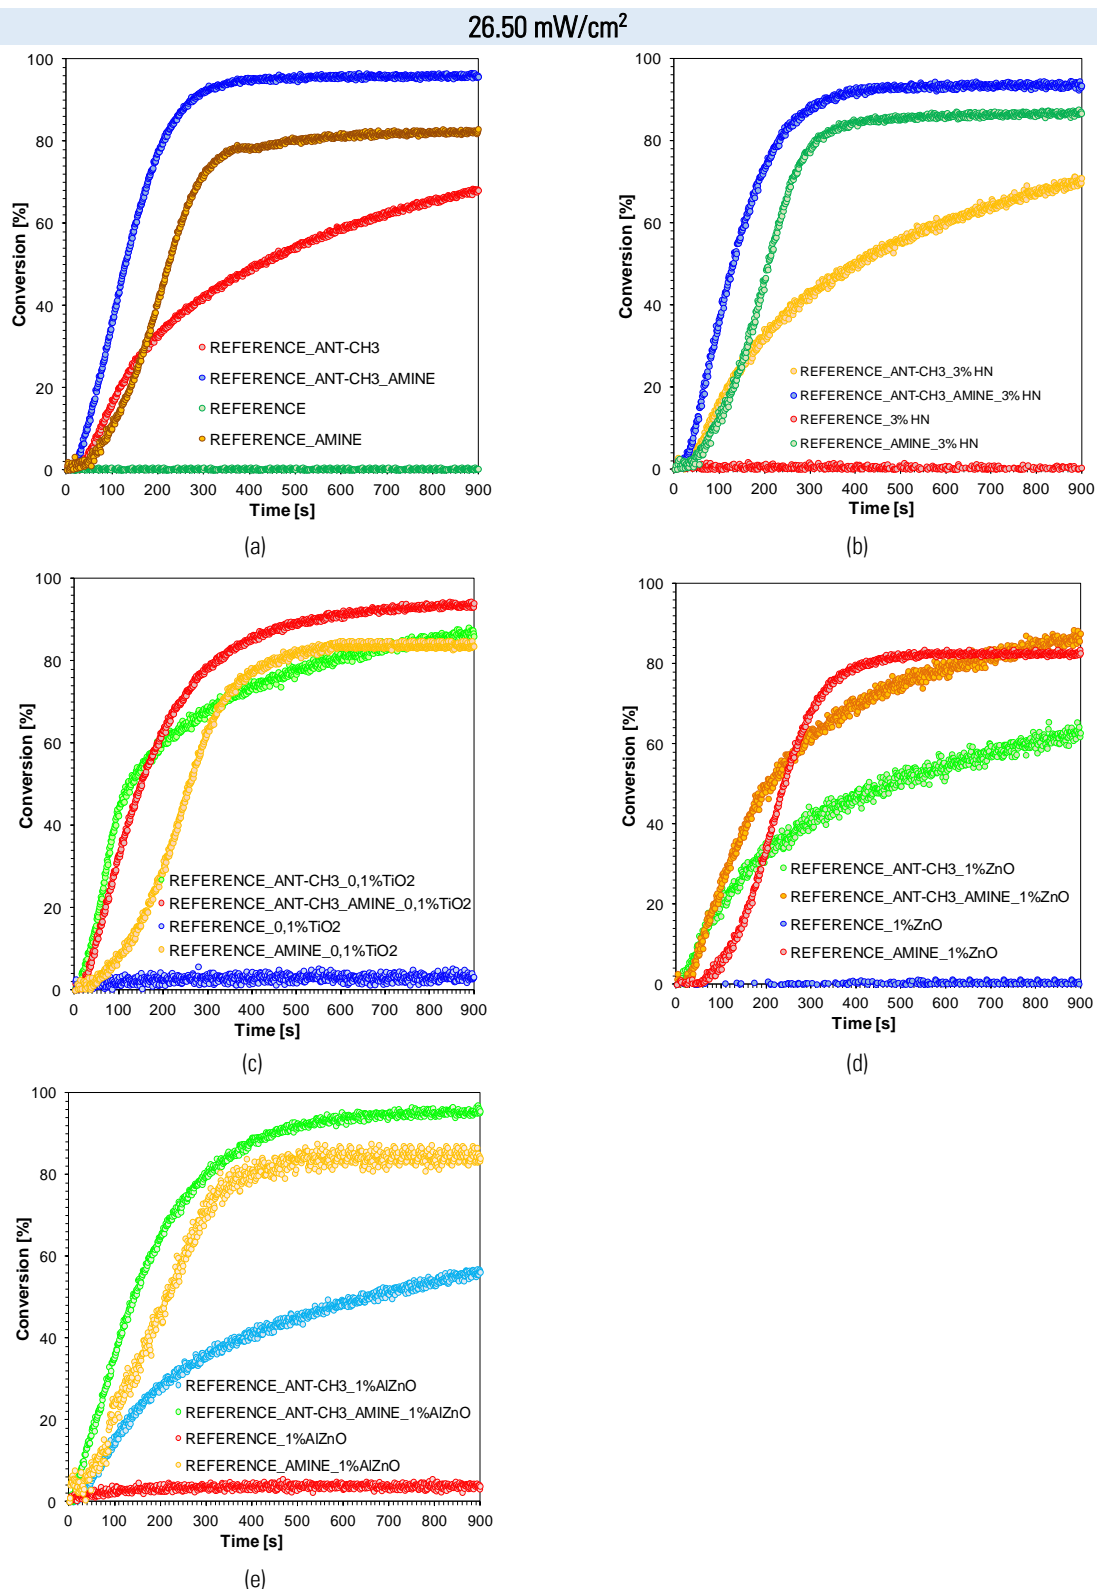 26.50 mW/cm²
100
80
60
40
20
0
Conversion [%]
REFERENCE_ANT-CH3
REFERENCE_ANT-CH3_AMINE
REFERENCE
REFERENCE_AMINE
0 100 200 300 400 500 600 700 800 900
Time [s]
(a)
100
80
60
40
20
0
Conversion [%]
REFERENCE_ANT-CH3_3% HN
REFERENCE_ANT-CH3_AMINE_3% HN
REFERENCE_3% HN
REFERENCE_AMINE_3% HN
0 100 200 300 400 500 600 700 800 900
Time [s]
(b)
100
80
60
40
20
0
Conversion [%]
REFERENCE_ANT-CH3_0,1%TiO2
REFERENCE_ANT-CH3_AMINE_0,1%TiO2
REFERENCE_0,1%TiO2
REFERENCE_AMINE_0,1%TiO2
0 100 200 300 400 500 600 700 800 900
Time [s]
(c)
100
80
60
40
20
0
Conversion [%]
REFERENCE_ANT-CH3_1%ZnO
REFERENCE_ANT-CH3_AMINE_1%ZnO
REFERENCE_1%ZnO
REFERENCE_AMINE_1%ZnO
0 100 200 300 400 500 600 700 800 900
Time [s]
(d)
100
80
60
40
20
0
Conversion [%]
REFERENCE_ANT-CH3_1%AlZnO
REFERENCE_ANT-CH3_AMINE_1%AlZnO
REFERENCE_1%AlZnO
REFERENCE_AMINE_1%AlZnO
0 100 200 300 400 500 600 700 800 900
Time [s]
(e)